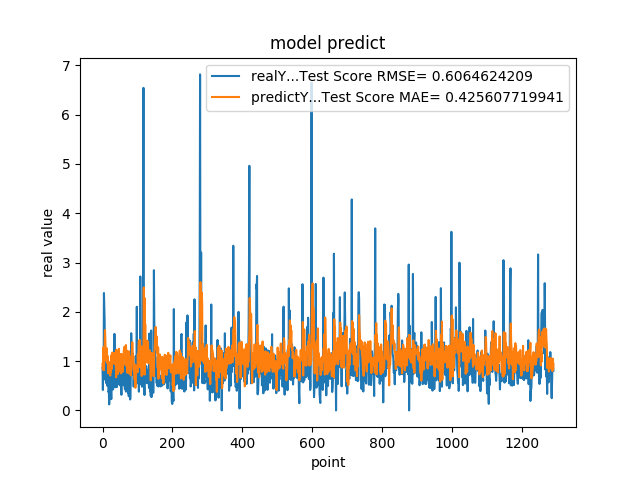 model predict
realY...Test Score RMSE= 0.6064624209
predictY...Test Score MAE= 0.425607719941
7
6
5
4
3
2
1
0
real value
0 200 400 600 800 1000 1200
point